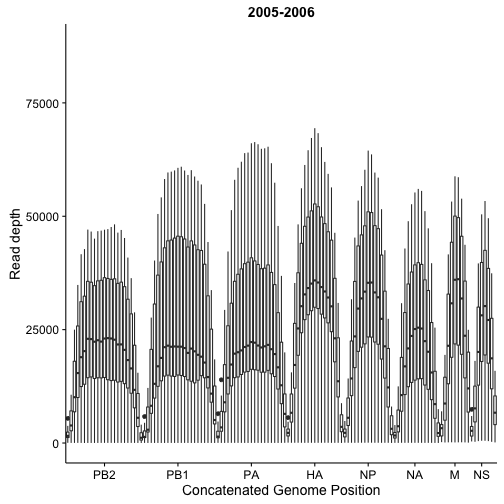 2005-2006
75000
50000
25000
0
Read depth
PB2 PB1 PA HA NP NA M NS
Concatenated Genome Position